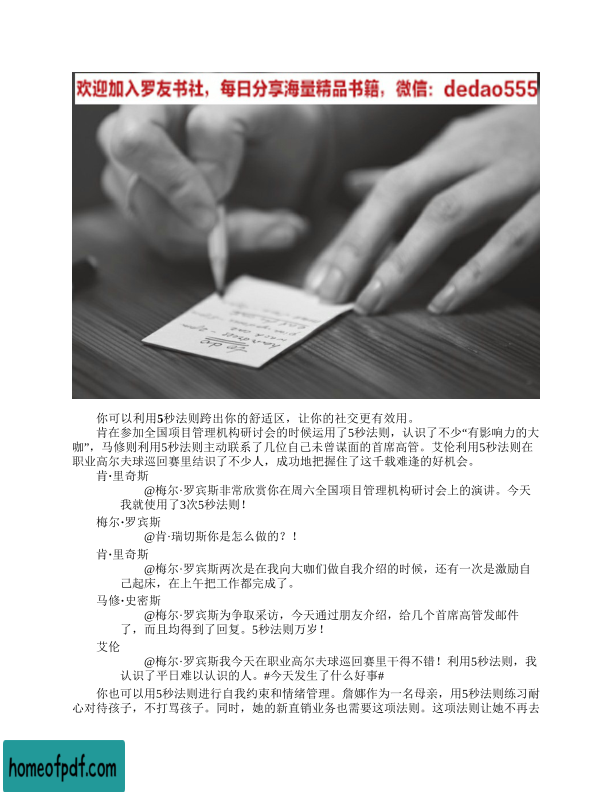 欢迎加入罗友书社，每日分享海量精品书籍，微信：dedao555
to do
你可以利用5秒法则跨出你的舒适区，让你的社交更有效用。
肯在参加全国项目管理机构研讨会的时候运用了5秒法则，认识了不少“有影响力的大
咖”，马修则利用5秒法则主动联系了几位自己未曾谋面的首席高管。艾伦利用5秒法则在
职业高尔夫球巡回赛里结识了不少人，成功地把握住了这千载难逢的好机会。
肯·里奇斯
@梅尔·罗宾斯非常欣赏你在周六全国项目管理机构研讨会上的演讲。今天
我就使用了3次5秒法则！
梅尔·罗宾斯
@肯·瑞切斯你是怎么做的？！
肯·里奇斯
@梅尔·罗宾斯两次是在我向大咖们做自我介绍的时候，还有一次是激励自
己起床，在上午把工作都完成了。
马修·史密斯
@梅尔·罗宾斯为争取采访，今天通过朋友介绍，给几个首席高管发邮件
了，而且均得到了回复。5秒法则万岁！
艾伦
@梅尔·罗宾斯我今天在职业高尔夫球巡回赛里干得不错！利用5秒法则，我
认识了平日难以认识的人。#今天发生了什么好事#
你也可以用5秒法则进行自我约束和情绪管理。詹娜作为一名母亲，用5秒法则练习耐
心对待孩子，不打骂孩子。同时，她的新直销业务也需要这项法则。这项法则让她不再去
homeofpdf.com